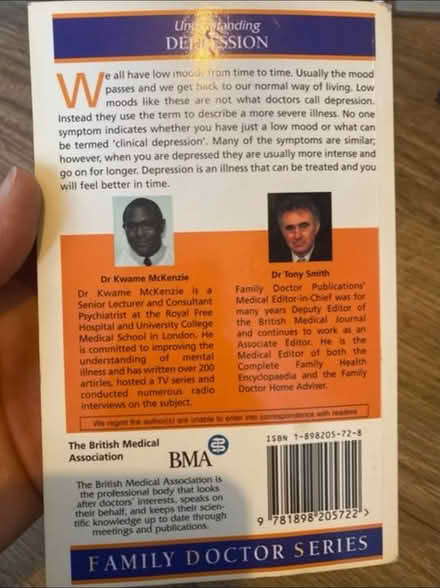 Understanding
DEPRESSION
We all have low moods from time to time. Usually the mood
passes and we get back to our normal way of living. Low
moods like these are not what doctors call depression.
Instead they use the term to describe a more severe illness. No one
symptom indicates whether you have just a low mood or what can
be termed 'clinical depression'. Many of the symptoms are similar;
however, when you are depressed they are usually more intense and
go on for longer. Depression is an illness that can be treated and you
will feel better in time.
Dr Kwame McKenzie
Dr Kwame McKenzie is a
Senior Lecturer and Consultant
Psychiatrist at the Royal Free
Hospital and University College
Medical School in London. He
is committed to improving the
understanding of mental
illness and has written over 200
articles, hosted a TV series and
conducted numerous radio
interviews on the subject.
Dr Tony Smith
Family Doctor Publications'
Medical Editor-in-Chief was for
many years Deputy Editor of
the British Medical Journal
and continues to work as an
Associate Editor. He is the
Medical Editor of both the
Complete Family Health
Encyclopaedia and the Family
Doctor Home Adviser.
We regret the author(s) are unable to enter into correspondence with readers
The British Medical
Association
BMA
The British Medical Association is
the professional body that looks
after doctors' interests, speaks on
their behalf, and keeps their scien-
tific knowledge up to date through
meetings and publications.
ISBN 1-898205-72-8
9 781898 205722 >
FAMILY DOCTOR SERIES